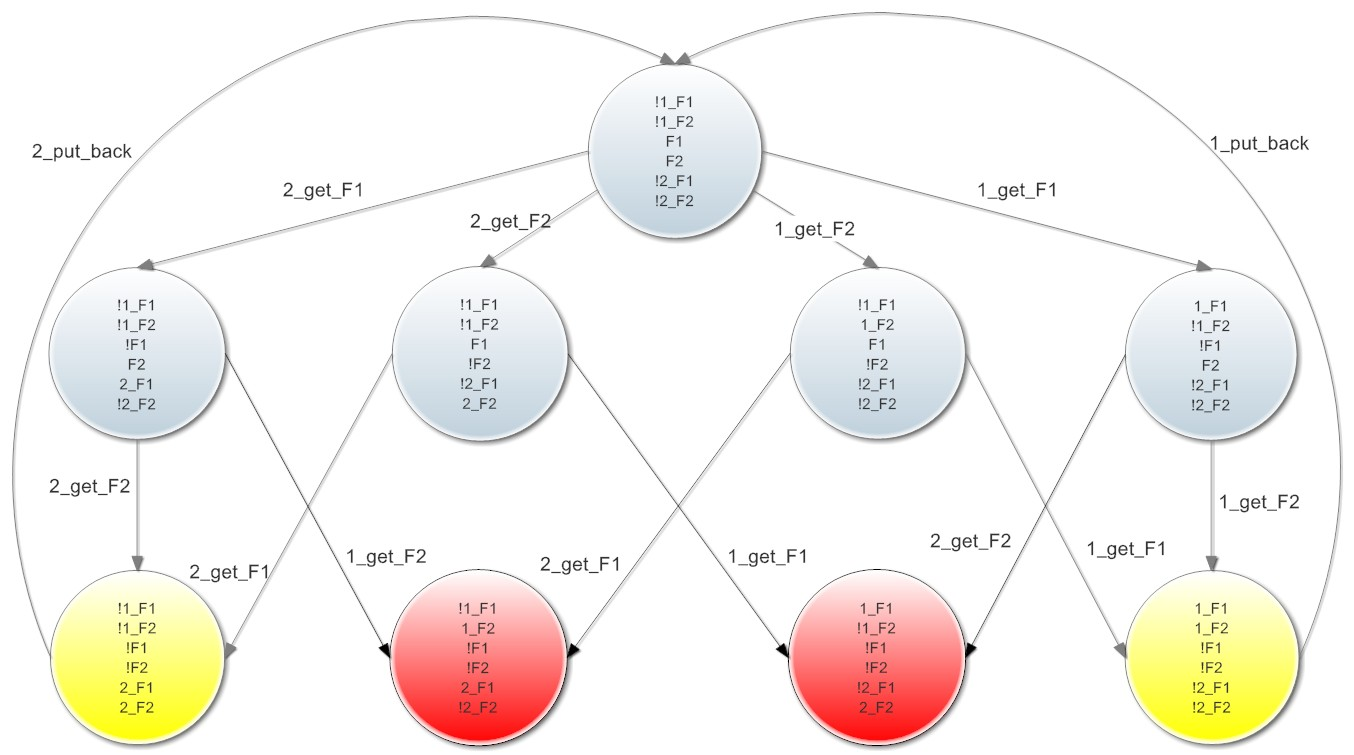 !1_F1
!1_F2
F1
F2
!2_F1
!2_F2
2_put_back
1_put_back
2_get_F1
2_get_F2
1_get_F2
1_get_F1
!1_F1
!1_F2
!F1
F2
2_F1
!2_F2
!1_F1
!1_F2
F1
!F2
!2_F1
2_F2
!1_F1
1_F2
F1
!F2
!2_F1
!2_F2
1_F1
!1_F2
!F1
F2
!2_F1
!2_F2
2_get_F2
2_get_F1
1_get_F2
2_get_F1
1_get_F1
2_get_F2
1_get_F1
1_get_F2
!1_F1
!1_F2
!F1
!F2
2_F1
2_F2
!1_F1
1_F2
!F1
!F2
2_F1
!2_F2
1_F1
!1_F2
!F1
!F2
!2_F1
2_F2
1_F1
1_F2
!F1
!F2
!2_F1
!2_F2